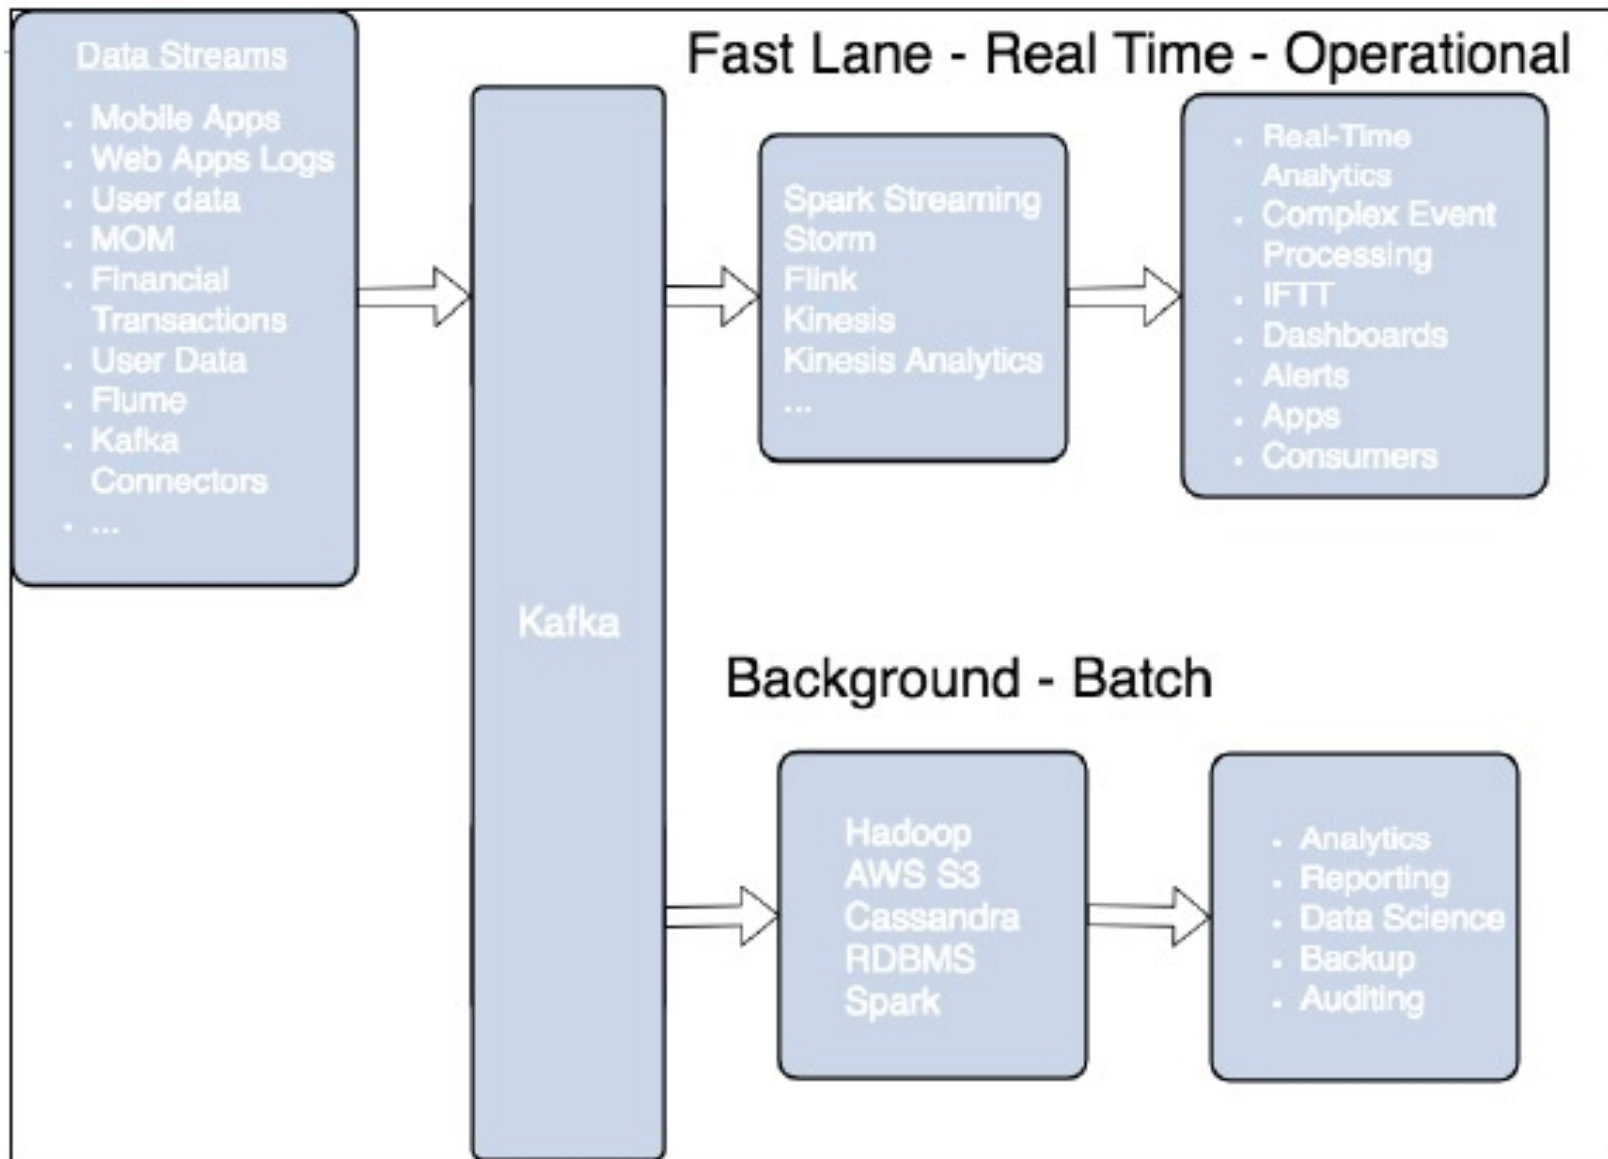 Data Streams
• Mobile Apps
• Web Apps Logs
• User data
• MOM
• Financial
Transactions
• User Data
• Flume
• Kafka
Connectors
• ...
Kafka
Fast Lane - Real Time - Operational
Spark Streaming
Storm
Flink
Kinesis
Kinesis Analytics
...
• Real-Time
Analytics
• Complex Event
Processing
• IFTT
• Dashboards
• Alerts
• Apps
• Consumers
Background - Batch
Hadoop
AWS S3
Cassandra
RDBMS
Spark
• Analytics
• Reporting
• Data Science
• Backup
• Auditing